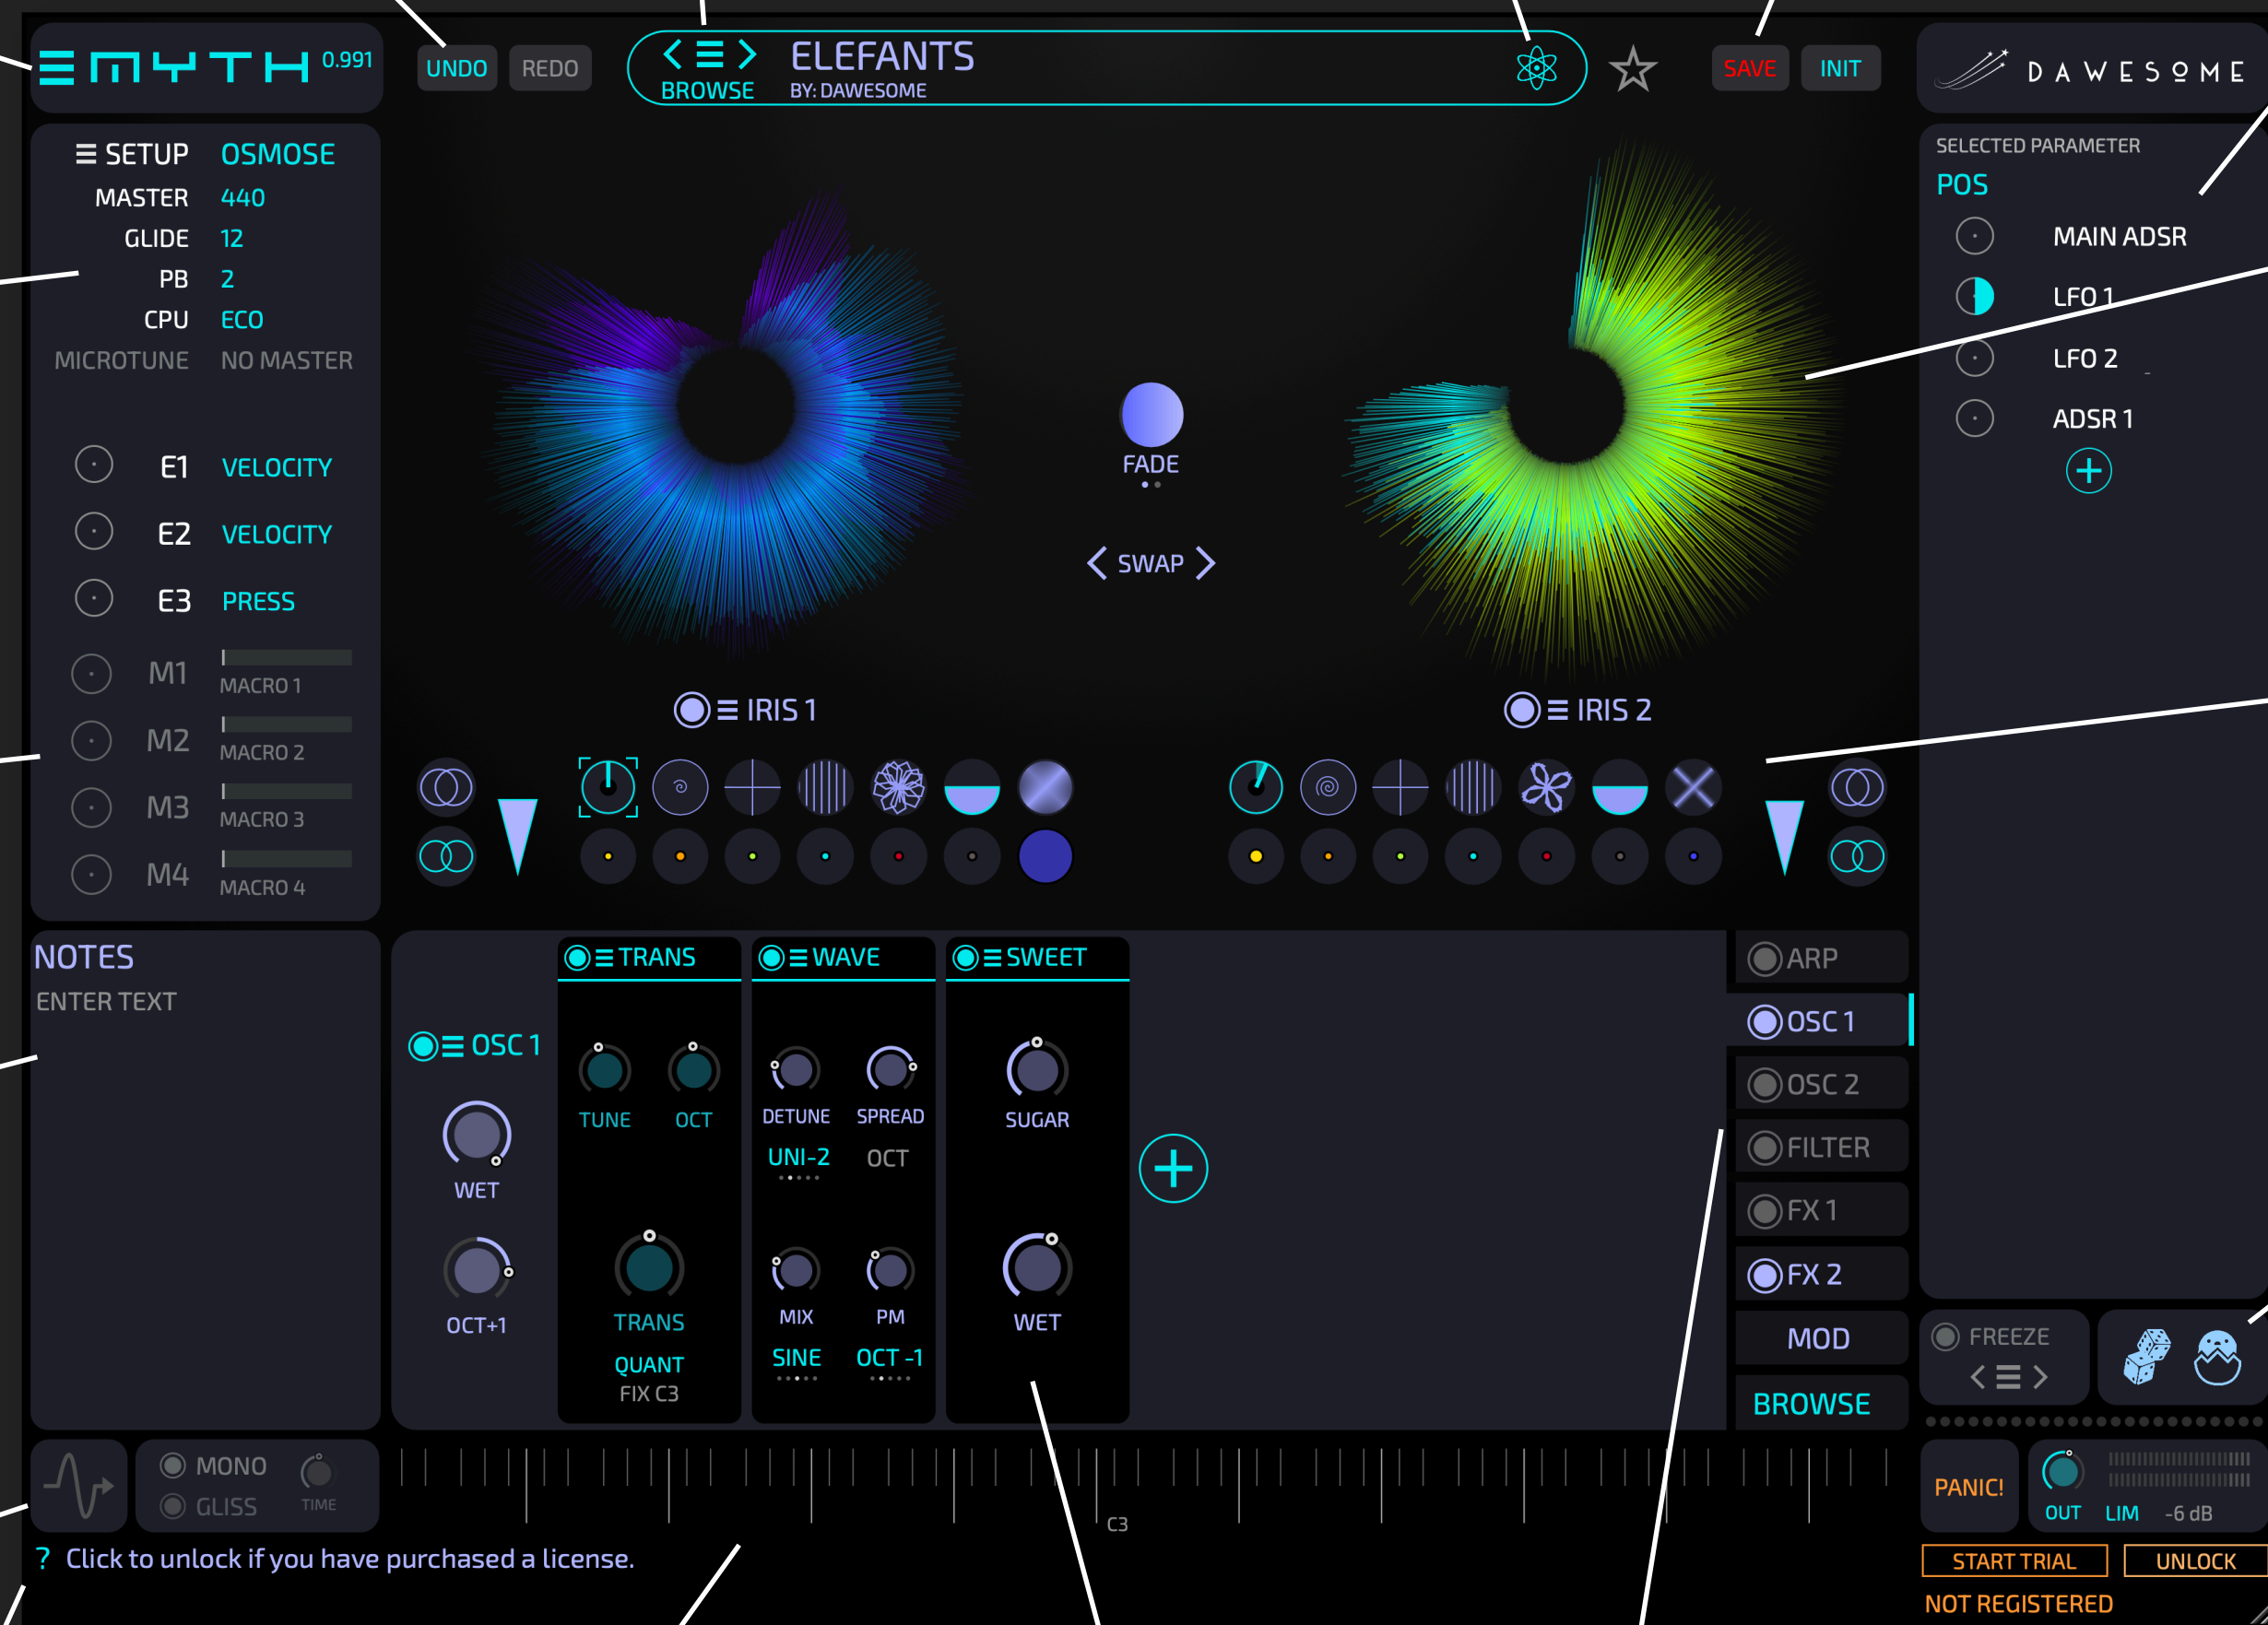 MYTH 0.991
UNDO
REDO
BROWSE
ELEFANTS
BY: DAWESOME
SAVE
INIT
DAWESOME
SETUP OSMOSE
MASTER 440
GLIDE 12
PB 2
CPU ECO
MICROTUNE NO MASTER
E1 VELOCITY
E2 VELOCITY
E3 PRESS
M1 MACRO 1
M2 MACRO 2
M3 MACRO 3
M4 MACRO 4
FADE
SWAP
IRIS 1
IRIS 2
SELECTED PARAMETER
POS
MAIN ADSR
LFO 1
LFO 2
ADSR 1
NOTES
ENTER TEXT
OSC 1
WET
OCT+1
TRANS
TUNE OCT
TRANS
QUANT
FIX C3
WAVE
DETUNE SPREAD
UNI-2 OCT
MIX PM
SINE OCT -1
SWEET
SUGAR
WET
ARP
OSC 1
OSC 2
FILTER
FX 1
FX 2
MOD
BROWSE
FREEZE
MONO
GLISS
TIME
C3
PANIC!
OUT LIM -6 dB
? Click to unlock if you have purchased a license.
START TRIAL
UNLOCK
NOT REGISTERED